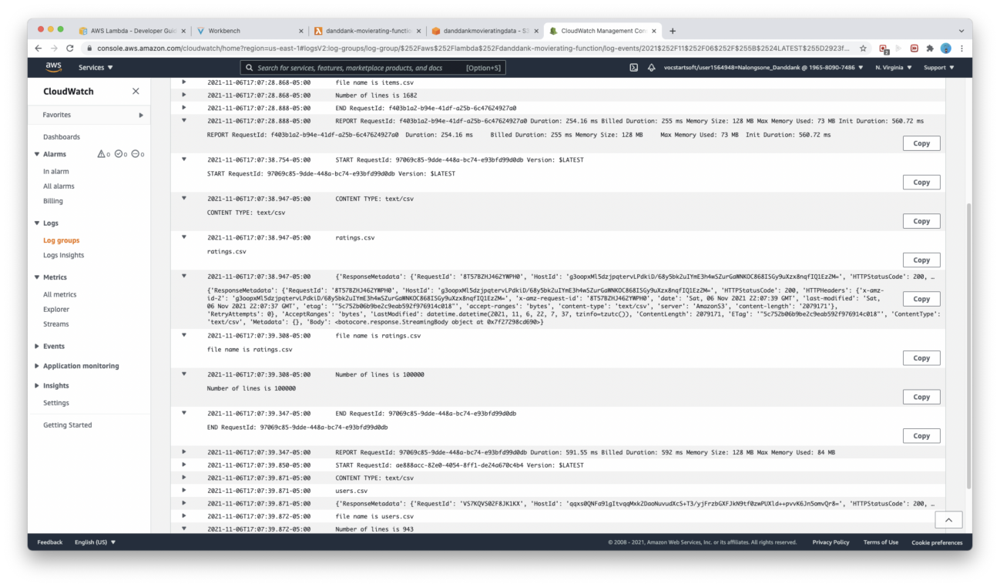 AWS Lambda - Developer Guid
Workbench
danddank-movierating-functio
danddankmovieratingdata - S3
CloudWatch Management Con
console.aws.amazon.com/cloudwatch/home?region=us-east-1#logsV2:log-groups/log-group/$252Faws$252Flambda$252Fdanddank-movierating-function/log-events/2021$252F11$252F06$252F$255B$2524LATEST$255D2923f...
aws
Services
Search for services, features, marketplace products, and docs
[Option+S]
vocstartsoft/user1564948=Nalongsone_Danddank @ 1965-8090-7486
N. Virginia
Support
CloudWatch
Favorites
Dashboards
Alarms
0
0
0
In alarm
All alarms
Billing
Logs
Log groups
Logs Insights
Metrics
All metrics
Explorer
Streams
Events
Application monitoring
Insights
Settings
Getting Started
2021-11-06T17:07:28.868-05:00 file name is items.csv
2021-11-06T17:07:28.868-05:00 Number of lines is 1682
2021-11-06T17:07:28.888-05:00 END RequestId: f403b1a2-b94e-41df-a25b-6c47624927a0
2021-11-06T17:07:28.888-05:00 REPORT RequestId: f403b1a2-b94e-41df-a25b-6c47624927a0 Duration: 254.16 ms Billed Duration: 255 ms Memory Size: 128 MB Max Memory Used: 73 MB Init Duration: 560.72 ms
REPORT RequestId: f403b1a2-b94e-41df-a25b-6c47624927a0 Duration: 254.16 ms Billed Duration: 255 ms Memory Size: 128 MB Max Memory Used: 73 MB Init Duration: 560.72 ms
Copy
2021-11-06T17:07:38.754-05:00 START RequestId: 97069c85-9dde-448a-bc74-e93bfd99d0db Version: $LATEST
START RequestId: 97069c85-9dde-448a-bc74-e93bfd99d0db Version: $LATEST
Copy
2021-11-06T17:07:38.947-05:00 CONTENT TYPE: text/csv
CONTENT TYPE: text/csv
Copy
2021-11-06T17:07:38.947-05:00 ratings.csv
ratings.csv
Copy
2021-11-06T17:07:38.947-05:00 {'ResponseMetadata': {'RequestId': '8T57BZHJ462YWPH0', 'HostId': 'g3oopxMl5dzjpqtervLPdkiD/68y5bk2uIYmE3h4wSZurGaWNKOC868ISGy9uXzx8nqfIQ1EzZM=', 'HTTPStatusCode': 200, …
{'ResponseMetadata': {'RequestId': '8T57BZHJ462YWPH0', 'HostId': 'g3oopxMl5dzjpqtervLPdkiD/68y5bk2uIYmE3h4wSZurGaWNKOC868ISGy9uXzx8nqfIQ1EzZM=', 'HTTPStatusCode': 200, 'HTTPHeaders': {'x-amz-
id-2': 'g3oopxMl5dzjpqtervLPdkiD/68y5bk2uIYmE3h4wSZurGaWNKOC868ISGy9uXzx8nqfIQ1EzZM=', 'x-amz-request-id': '8T57BZHJ462YWPH0', 'date': 'Sat, 06 Nov 2021 22:07:39 GMT', 'last-modified': 'Sat,
06 Nov 2021 22:07:37 GMT', 'etag': '"5c752b06b9be2c9eab592f976914c018"', 'accept-ranges': 'bytes', 'content-type': 'text/csv', 'server': 'AmazonS3', 'content-length': '2079171'},
'RetryAttempts': 0}, 'AcceptRanges': 'bytes', 'LastModified': datetime.datetime(2021, 11, 6, 22, 7, 37, tzinfo=tzutc()), 'ContentLength': 2079171, 'ETag': '"5c752b06b9be2c9eab592f976914c018"', 'ContentType':
'text/csv', 'Metadata': {}, 'Body': <botocore.response.StreamingBody object at 0x7f27298cd690>}
Copy
2021-11-06T17:07:39.308-05:00 file name is ratings.csv
file name is ratings.csv
Copy
2021-11-06T17:07:39.308-05:00 Number of lines is 100000
Number of lines is 100000
Copy
2021-11-06T17:07:39.347-05:00 END RequestId: 97069c85-9dde-448a-bc74-e93bfd99d0db
END RequestId: 97069c85-9dde-448a-bc74-e93bfd99d0db
Copy
2021-11-06T17:07:39.347-05:00 REPORT RequestId: 97069c85-9dde-448a-bc74-e93bfd99d0db Duration: 591.55 ms Billed Duration: 592 ms Memory Size: 128 MB Max Memory Used: 84 MB
2021-11-06T17:07:39.850-05:00 START RequestId: ae888acc-82e0-4054-8ff1-de24a670c4b4 Version: $LATEST
2021-11-06T17:07:39.871-05:00 CONTENT TYPE: text/csv
2021-11-06T17:07:39.871-05:00 users.csv
2021-11-06T17:07:39.871-05:00 {'ResponseMetadata': {'RequestId': 'VS7KQVS02F8JK1KX', 'HostId': 'qqxs0QNFa91gItvqqMxkZDaoNuvudXcS+T3/yjFrzbGXFJkN9tf0zwPUXld++pvvK6Jn5omvQr8=', 'HTTPStatusCode': 200, …
2021-11-06T17:07:39.872-05:00 file name is users.csv
2021-11-06T17:07:39.872-05:00 Number of lines is 943
Feedback
English (US)
© 2008 - 2021, Amazon Web Services, Inc. or its affiliates. All rights reserved.
Privacy Policy
Terms of Use
Cookie preferences